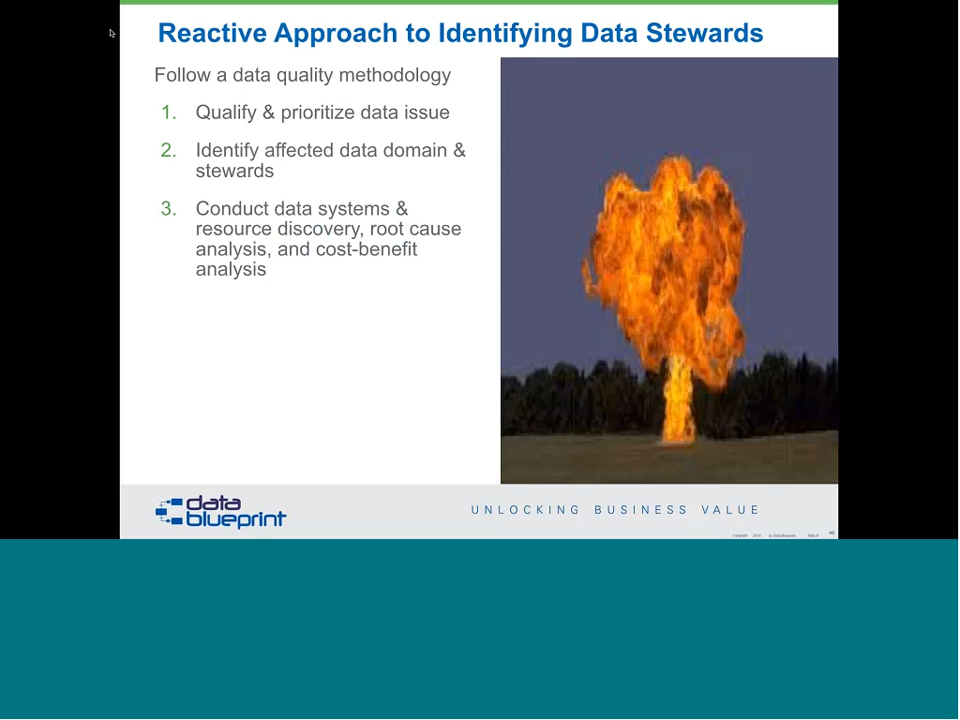 Reactive Approach to Identifying Data Stewards
Follow a data quality methodology
1. Qualify & prioritize data issue
2. Identify affected data domain &
stewards
3. Conduct data systems &
resource discovery, root cause
analysis, and cost-benefit
analysis
data
blueprint
UNLOCKING BUSINESS VALUE